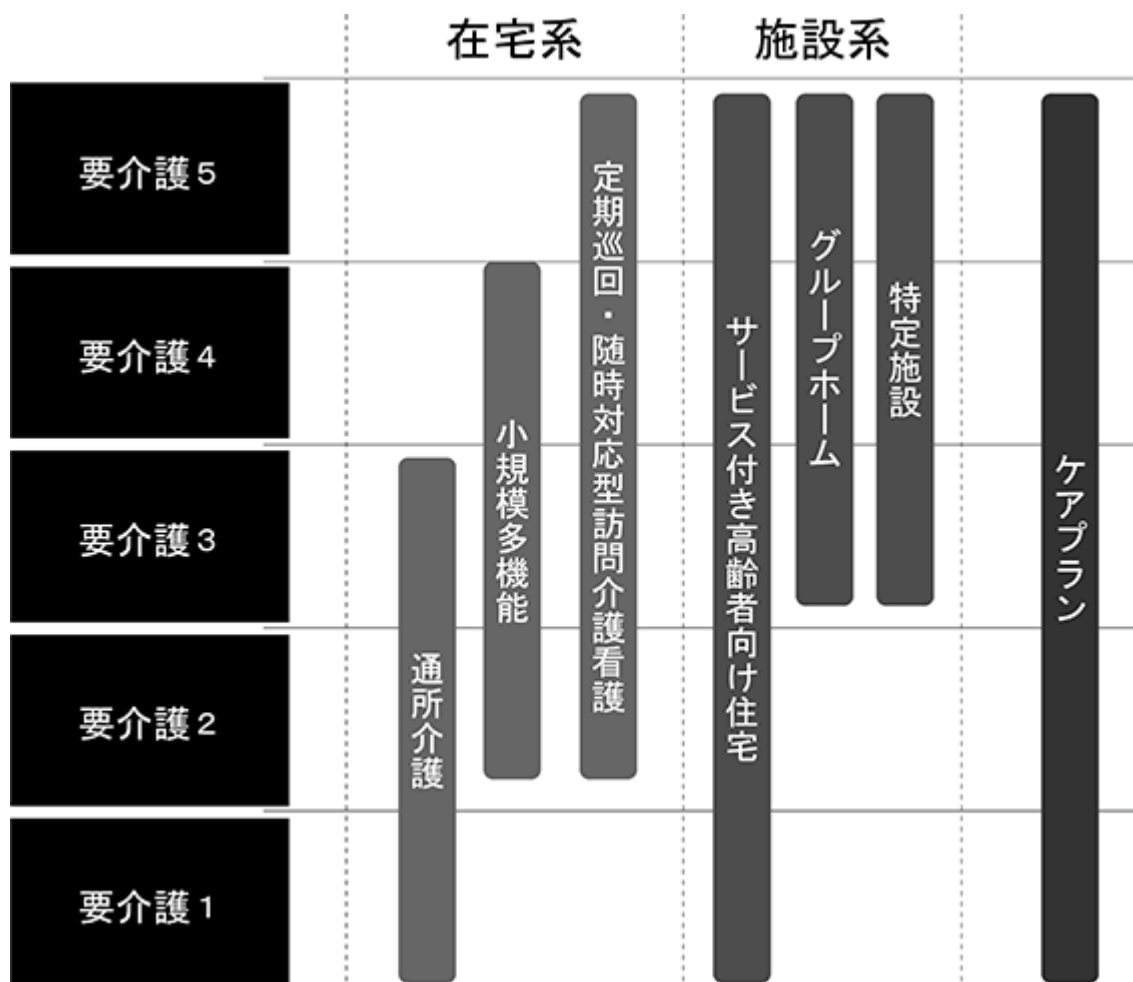 在宅系
施設系
要介護5
要介護4
要介護3
要介護2
要介護1
通所介護
小規模多機能
定期巡回・随時対応型訪問介護看護
サービス付き高齢者向け住宅
グループホーム
特定施設
ケアプラン